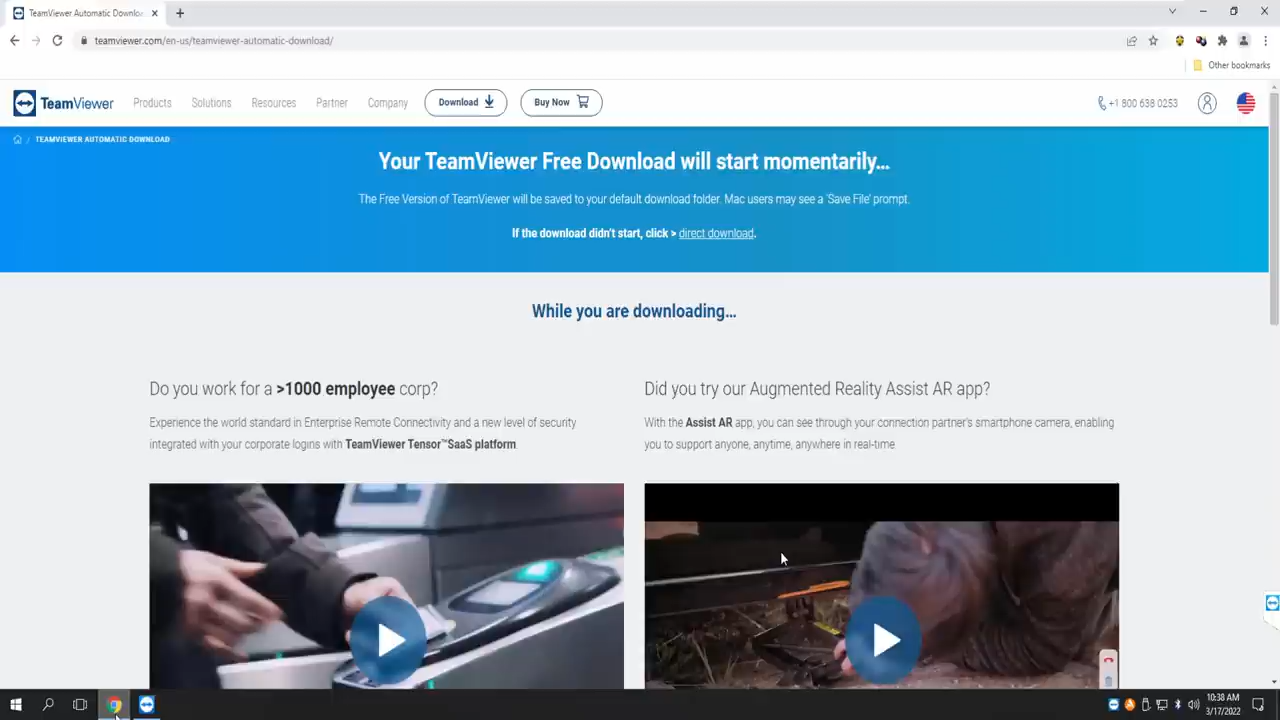 TeamViewer Automatic Downlo
teamviewer.com/en-us/teamviewer-automatic-download/
Other bookmarks
TeamViewer
Products
Solutions
Resources
Partner
Company
Download
Buy Now
+1 800 638 0253
/ TEAMVIEWER AUTOMATIC DOWNLOAD
Your TeamViewer Free Download will start momentarily...
The Free Version of TeamViewer will be saved to your default download folder. Mac users may see a 'Save File' prompt.
If the download didn't start, click > direct download.
While you are downloading...
Do you work for a >1000 employee corp?
Experience the world standard in Enterprise Remote Connectivity and a new level of security
integrated with your corporate logins with TeamViewer Tensor™SaaS platform
Did you try our Augmented Reality Assist AR app?
With the Assist AR app, you can see through your connection partner's smartphone camera, enabling
you to support anyone, anytime, anywhere in real-time.
10:38 AM
3/17/2022